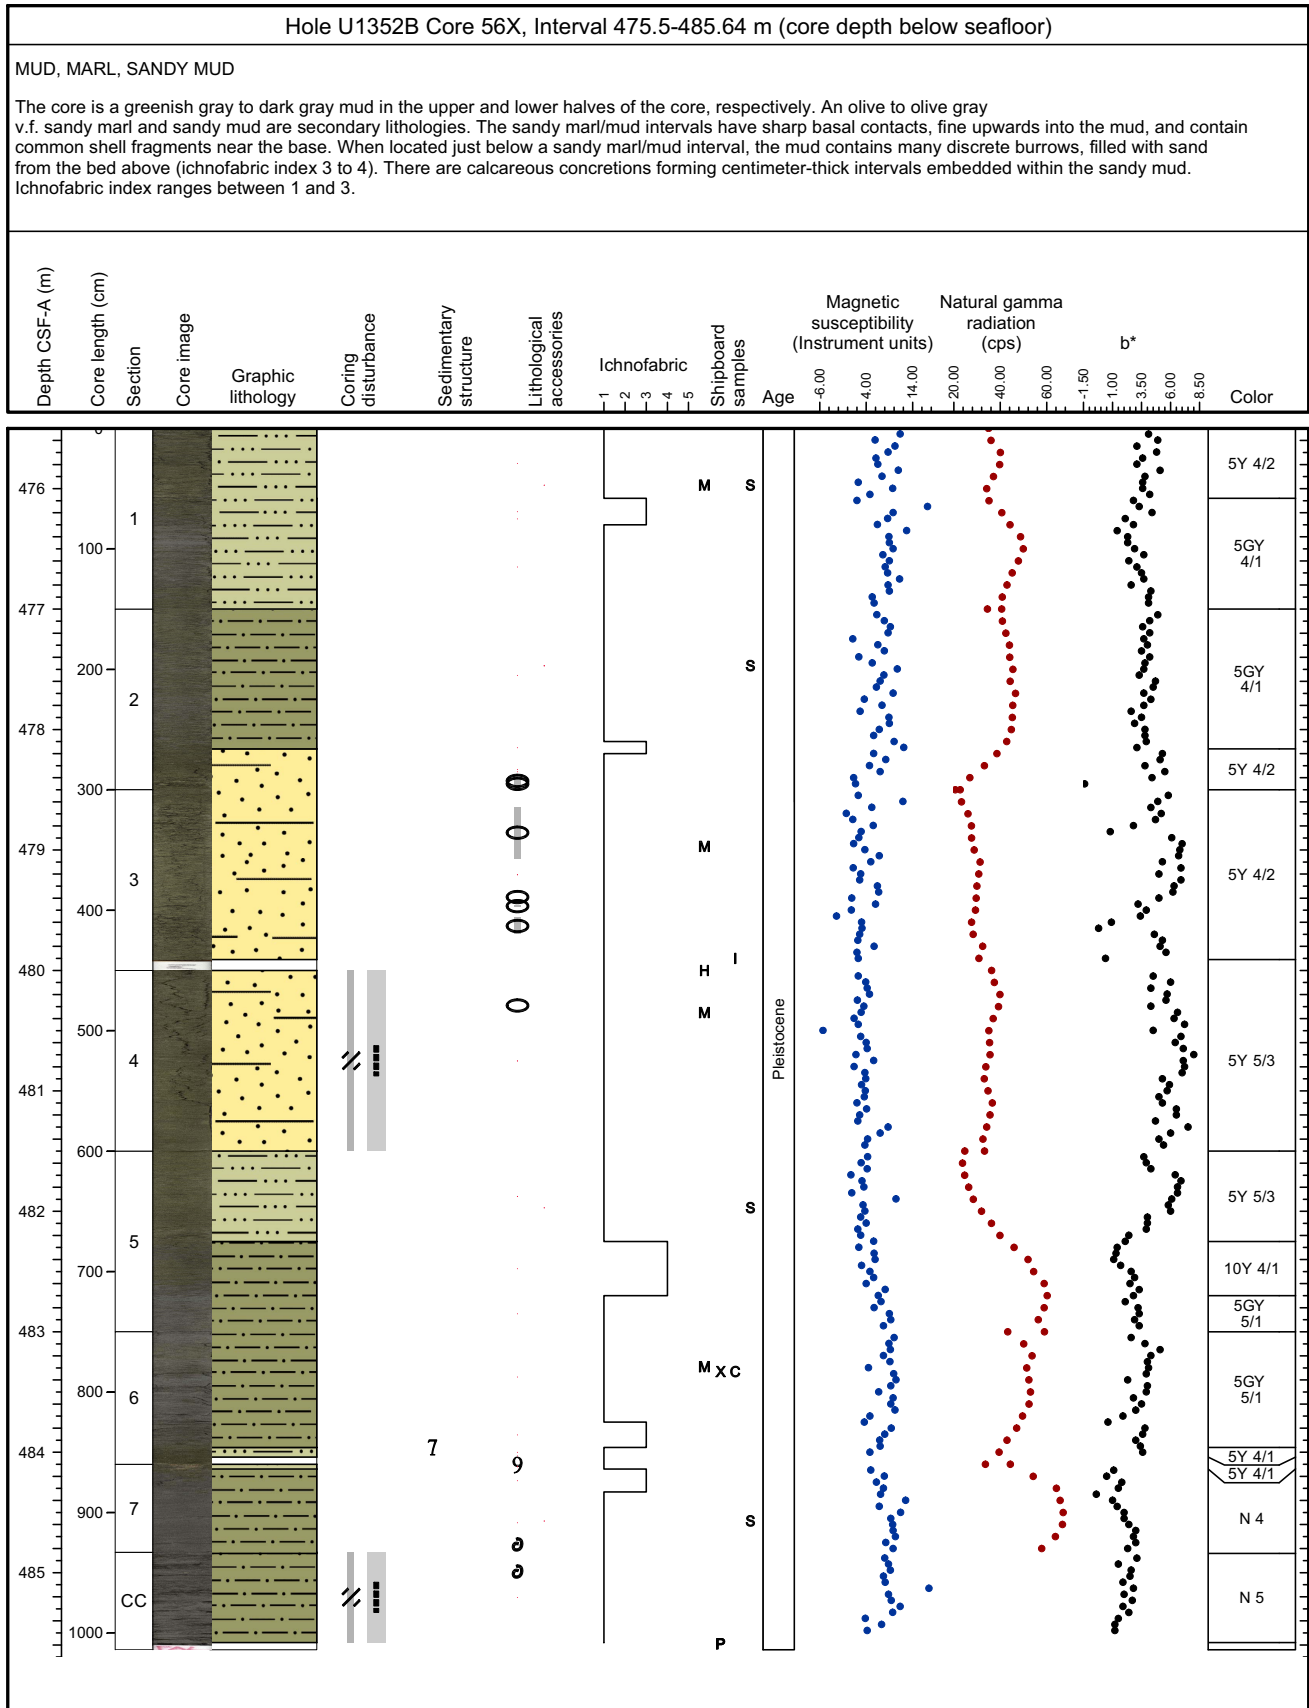 Hole U1352B Core 56X, Interval 475.5-485.64 m (core depth below seafloor)
MUD, MARL, SANDY MUD
The core is a greenish gray to dark gray mud in the upper and lower halves of the core, respectively. An olive to olive gray
v.f. sandy marl and sandy mud are secondary lithologies. The sandy marl/mud intervals have sharp basal contacts, fine upwards into the mud, and contain
common shell fragments near the base. When located just below a sandy marl/mud interval, the mud contains many discrete burrows, filled with sand
from the bed above (ichnofabric index 3 to 4). There are calcareous concretions forming centimeter-thick intervals embedded within the sandy mud.
Ichnofabric index ranges between 1 and 3.
Depth CSF-A (m)
Core length (cm)
Section
Core image
Graphic
lithology
Coring
disturbance
Sedimentary
structure
Lithological
accessories
Ichnofabric
1 2 3 4 5
Shipboard
samples
Age
Magnetic
susceptibility
(Instrument units)
-6.00 4.00 14.00
Natural gamma
radiation
(cps)
20.00 40.00 60.00
b*
-1.50 1.00 3.50 6.00 8.50
Color
0
5Y 4/2
476 M S
1
5GY
4/1
100
477
5GY
4/1
200 S
2
478
5Y 4/2
300
479 M
3
5Y 4/2
400
480 H I
M
Pleistocene
500
4
5Y 5/3
481
600
5Y 5/3
482 S
5
700
10Y 4/1
5GY
5/1
483
M X C
800
6
5GY
5/1
7
484
5Y 4/1
9
5Y 4/1
900 S
7
N 4
485
CC
N 5
1000
P